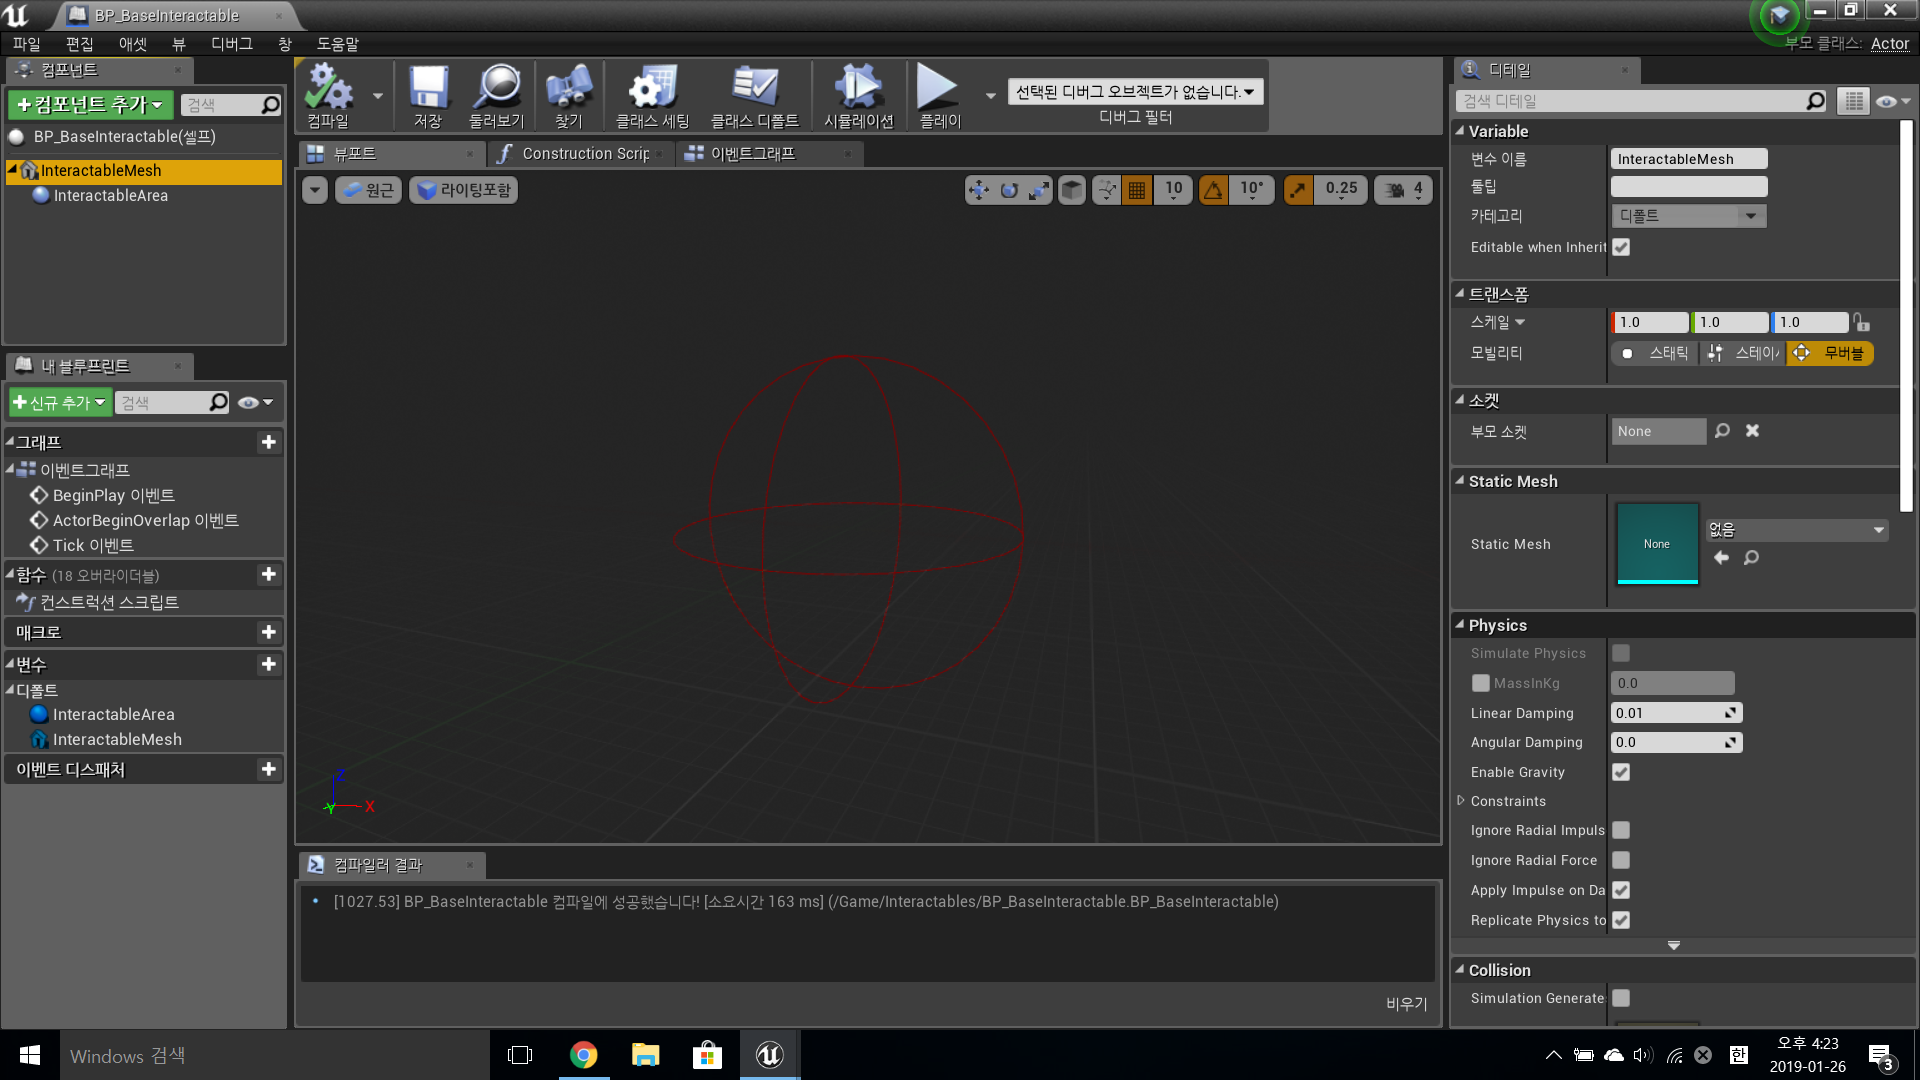 BP_BaseInteractable
파일 편집 애셋 뷰 디버그 창 도움말
부모 클래스: Actor
컴포넌트
+컴포넌트 추가
검색
BP_BaseInteractable(셀프)
InteractableMesh
InteractableArea
내 블루프린트
신규 추가
검색
그래프
이벤트그래프
BeginPlay 이벤트
ActorBeginOverlap 이벤트
Tick 이벤트
함수 (18 오버라이더블)
컨스트럭션 스크립트
매크로
변수
디폴트
InteractableArea
InteractableMesh
이벤트 디스패처
컴파일 저장 둘러보기 찾기 클래스 세팅 클래스 디폴트 시뮬레이션 플레이
선택된 디버그 오브젝트가 없습니다.
디버그 필터
뷰포트 Construction Scrip 이벤트그래프
원근 라이팅포함 10 10° 0.25 4
Z
Y X
컴파일러 결과
[1027.53] BP_BaseInteractable 컴파일에 성공했습니다! [소요시간 163 ms] (/Game/Interactables/BP_BaseInteractable.BP_BaseInteractable)
비우기
디테일
검색 디테일
Variable
변수 이름 InteractableMesh
툴팁
카테고리 디폴트
Editable when Inherit
트랜스폼
스케일 1.0 1.0 1.0
모빌리티 스태틱 스테이 무버블
소켓
부모 소켓 None
Static Mesh
Static Mesh None 없음
Physics
Simulate Physics
MassInKg 0.0
Linear Damping 0.01
Angular Damping 0.0
Enable Gravity
Constraints
Ignore Radial Impuls
Ignore Radial Force
Apply Impulse on Da
Replicate Physics to
Collision
Simulation Generate
Windows 검색
한
오후 4:23
2019-01-26
3